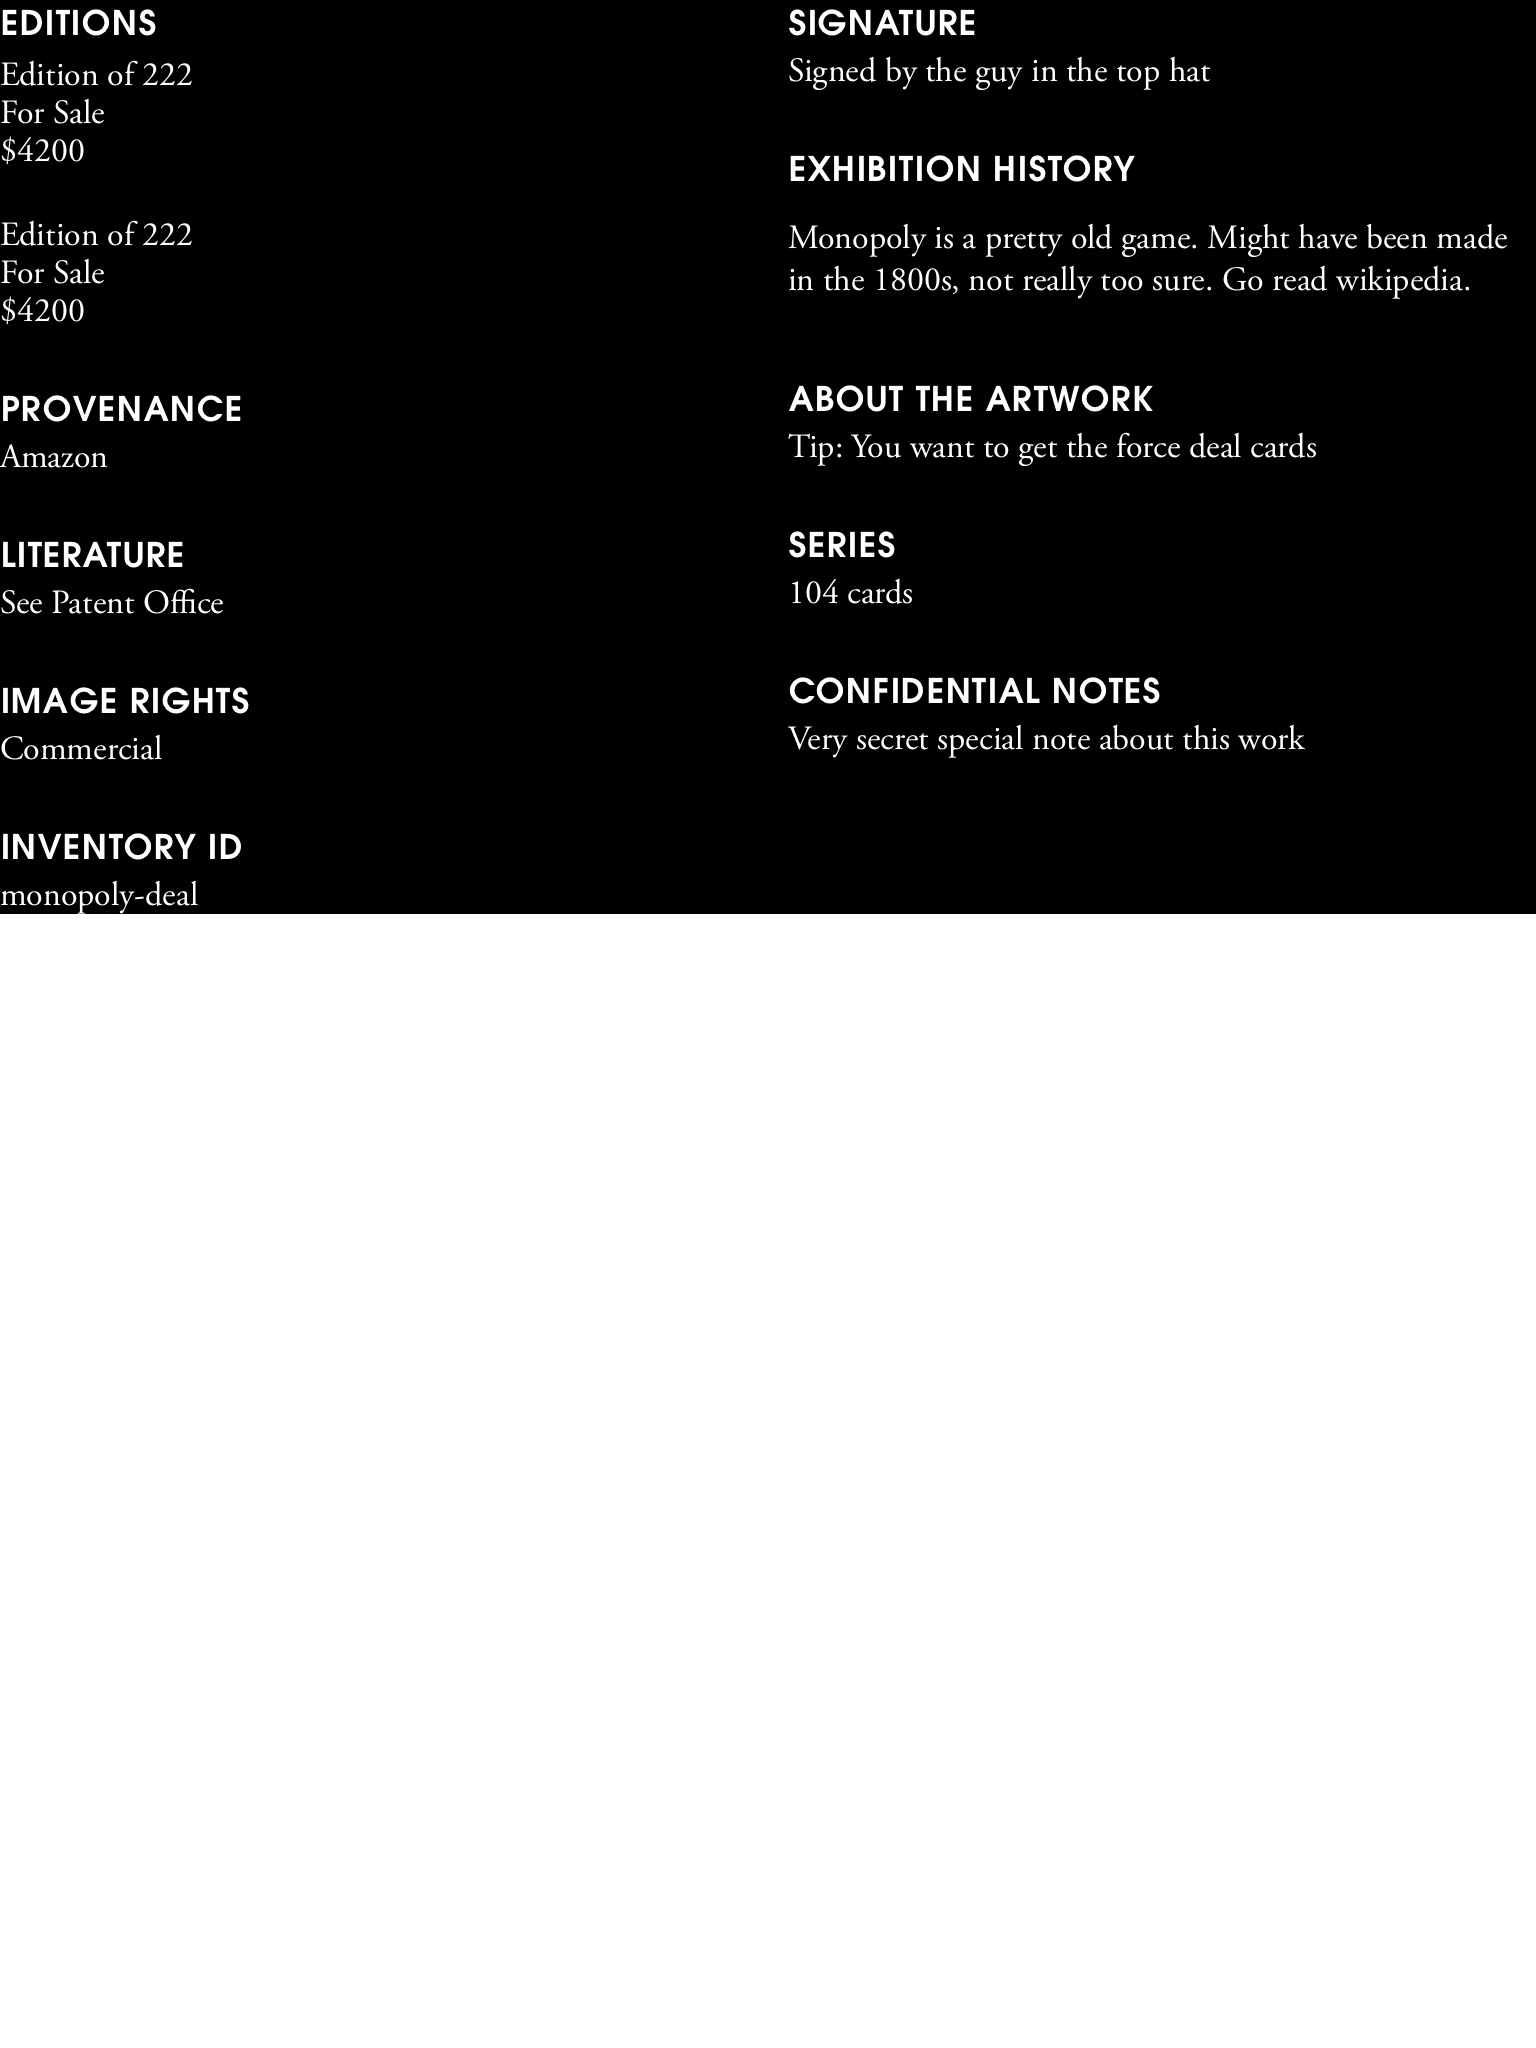 EDITIONS
Edition of 222
For Sale
$4200
Edition of 222
For Sale
$4200
PROVENANCE
Amazon
LITERATURE
See Patent Office
IMAGE RIGHTS
Commercial
INVENTORY ID
monopoly-deal
SIGNATURE
Signed by the guy in the top hat
EXHIBITION HISTORY
Monopoly is a pretty old game. Might have been made
in the 1800s, not really too sure. Go read wikipedia.
ABOUT THE ARTWORK
Tip: You want to get the force deal cards
SERIES
104 cards
CONFIDENTIAL NOTES
Very secret special note about this work